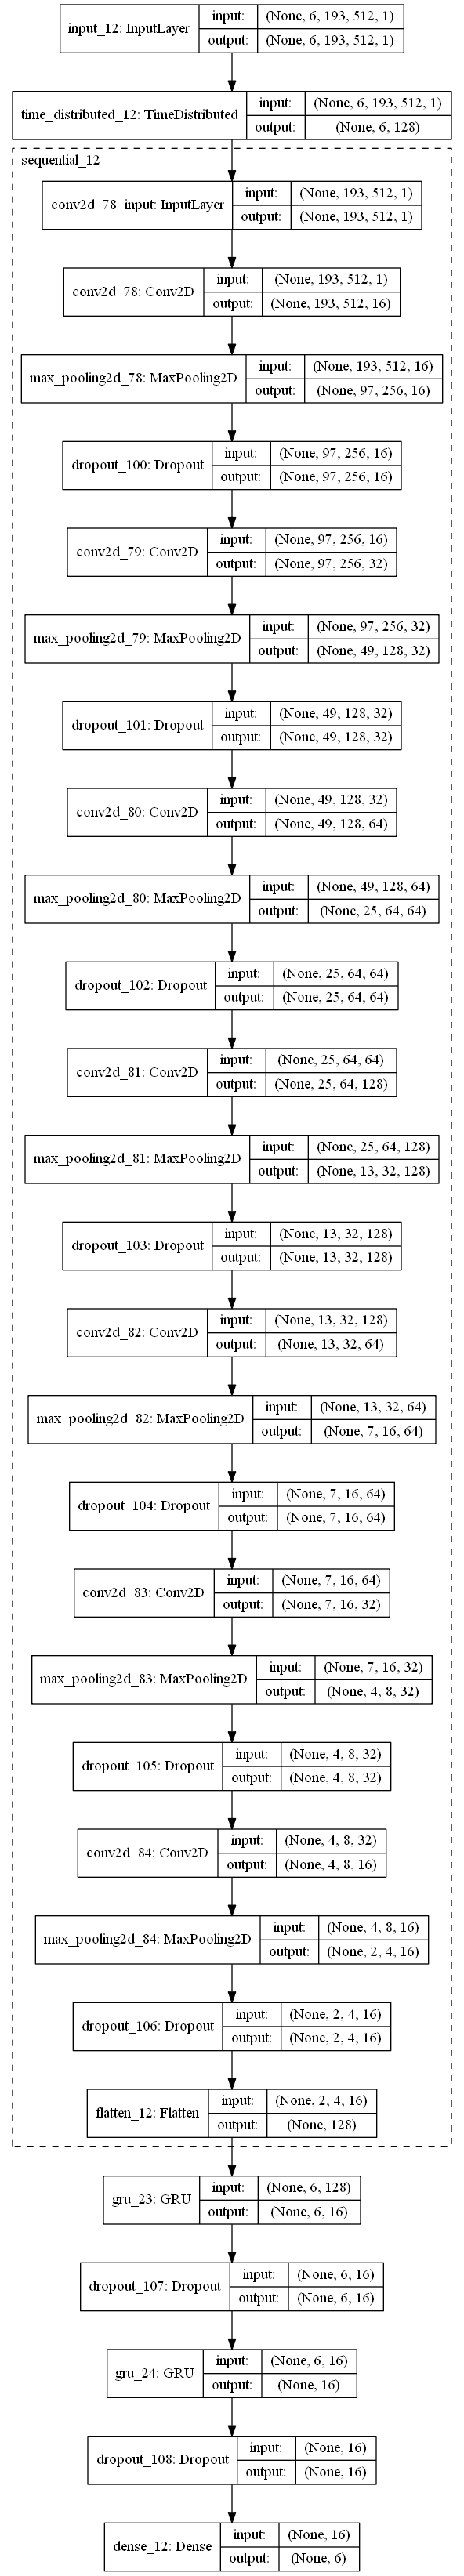 input_12: InputLayer
input: (None, 6, 193, 512, 1)
output: (None, 6, 193, 512, 1)
time_distributed_12: TimeDistributed
input: (None, 6, 193, 512, 1)
output: (None, 6, 128)
sequential_12
conv2d_78_input: InputLayer
input: (None, 193, 512, 1)
output: (None, 193, 512, 1)
conv2d_78: Conv2D
input: (None, 193, 512, 1)
output: (None, 193, 512, 16)
max_pooling2d_78: MaxPooling2D
input: (None, 193, 512, 16)
output: (None, 97, 256, 16)
dropout_100: Dropout
input: (None, 97, 256, 16)
output: (None, 97, 256, 16)
conv2d_79: Conv2D
input: (None, 97, 256, 16)
output: (None, 97, 256, 32)
max_pooling2d_79: MaxPooling2D
input: (None, 97, 256, 32)
output: (None, 49, 128, 32)
dropout_101: Dropout
input: (None, 49, 128, 32)
output: (None, 49, 128, 32)
conv2d_80: Conv2D
input: (None, 49, 128, 32)
output: (None, 49, 128, 64)
max_pooling2d_80: MaxPooling2D
input: (None, 49, 128, 64)
output: (None, 25, 64, 64)
dropout_102: Dropout
input: (None, 25, 64, 64)
output: (None, 25, 64, 64)
conv2d_81: Conv2D
input: (None, 25, 64, 64)
output: (None, 25, 64, 128)
max_pooling2d_81: MaxPooling2D
input: (None, 25, 64, 128)
output: (None, 13, 32, 128)
dropout_103: Dropout
input: (None, 13, 32, 128)
output: (None, 13, 32, 128)
conv2d_82: Conv2D
input: (None, 13, 32, 128)
output: (None, 13, 32, 64)
max_pooling2d_82: MaxPooling2D
input: (None, 13, 32, 64)
output: (None, 7, 16, 64)
dropout_104: Dropout
input: (None, 7, 16, 64)
output: (None, 7, 16, 64)
conv2d_83: Conv2D
input: (None, 7, 16, 64)
output: (None, 7, 16, 32)
max_pooling2d_83: MaxPooling2D
input: (None, 7, 16, 32)
output: (None, 4, 8, 32)
dropout_105: Dropout
input: (None, 4, 8, 32)
output: (None, 4, 8, 32)
conv2d_84: Conv2D
input: (None, 4, 8, 32)
output: (None, 4, 8, 16)
max_pooling2d_84: MaxPooling2D
input: (None, 4, 8, 16)
output: (None, 2, 4, 16)
dropout_106: Dropout
input: (None, 2, 4, 16)
output: (None, 2, 4, 16)
flatten_12: Flatten
input: (None, 2, 4, 16)
output: (None, 128)
gru_23: GRU
input: (None, 6, 128)
output: (None, 6, 16)
dropout_107: Dropout
input: (None, 6, 16)
output: (None, 6, 16)
gru_24: GRU
input: (None, 6, 16)
output: (None, 16)
dropout_108: Dropout
input: (None, 16)
output: (None, 16)
dense_12: Dense
input: (None, 16)
output: (None, 6)